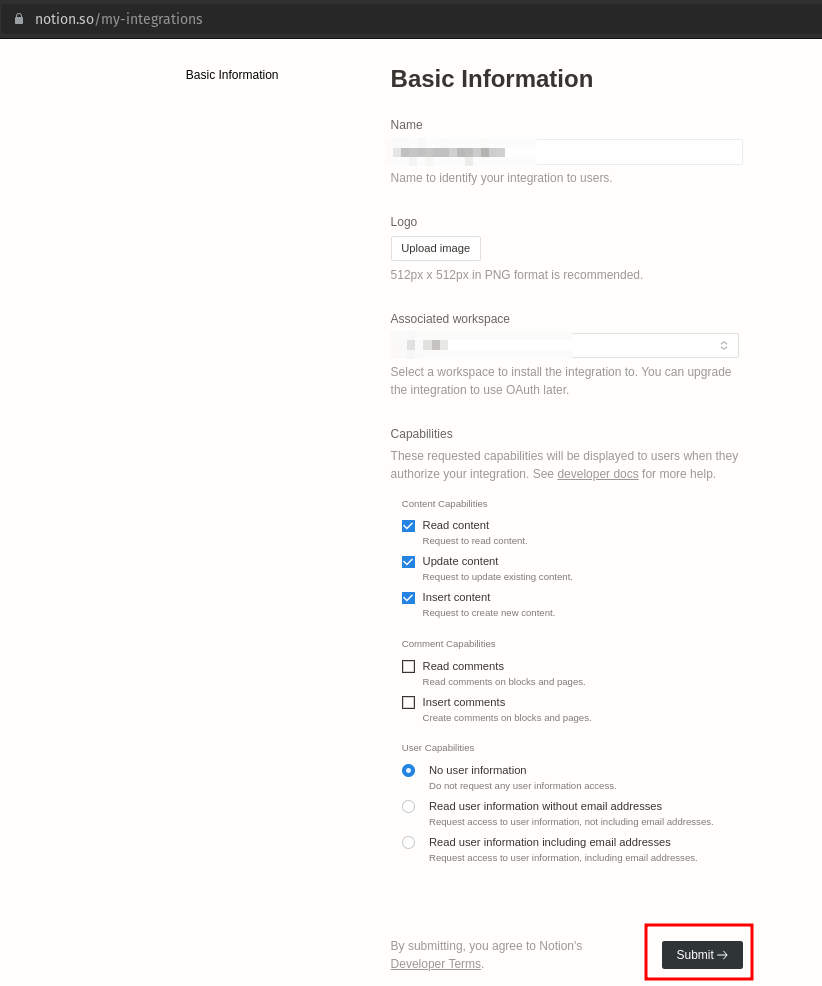 notion.so/my-integrations
Basic Information
Basic Information
Name
Name to identify your integration to users.
Logo
Upload image
512px x 512px in PNG format is recommended.
Associated workspace
Select a workspace to install the integration to. You can upgrade
the integration to use OAuth later.
Capabilities
These requested capabilities will be displayed to users when they
authorize your integration. See developer docs for more help.
Content Capabilities
Read content
Request to read content.
Update content
Request to update existing content.
Insert content
Request to create new content.
Comment Capabilities
Read comments
Read comments on blocks and pages.
Insert comments
Create comments on blocks and pages.
User Capabilities
No user information
Do not request any user information access.
Read user information without email addresses
Request access to user information, not including email addresses.
Read user information including email addresses
Request access to user information, including email addresses.
By submitting, you agree to Notion's
Developer Terms.
Submit →